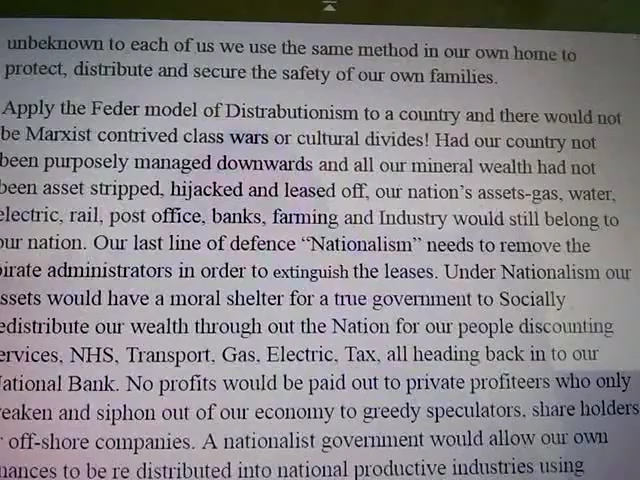 unbeknown to each of us we use the same method in our own home to
protect, distribute and secure the safety of our own families.
Apply the Feder model of Distrabutionism to a country and there would not
be Marxist contrived class wars or cultural divides! Had our country not
been purposely managed downwards and all our mineral wealth had not
been asset stripped, hijacked and leased off, our nation's assets-gas, water,
electric, rail, post office, banks, farming and Industry would still belong to
our nation. Our last line of defence “Nationalism” needs to remove the
irate administrators in order to extinguish the leases. Under Nationalism our
ssets would have a moral shelter for a true government to Socially
edistribute our wealth through out the Nation for our people discounting
ervices, NHS, Transport, Gas, Electric, Tax, all heading back in to our
ational Bank. No profits would be paid out to private profiteers who only
eaken and siphon out of our economy to greedy speculators, share holders
off-shore companies. A nationalist government would allow our own
nances to be re distributed into national productive industries using